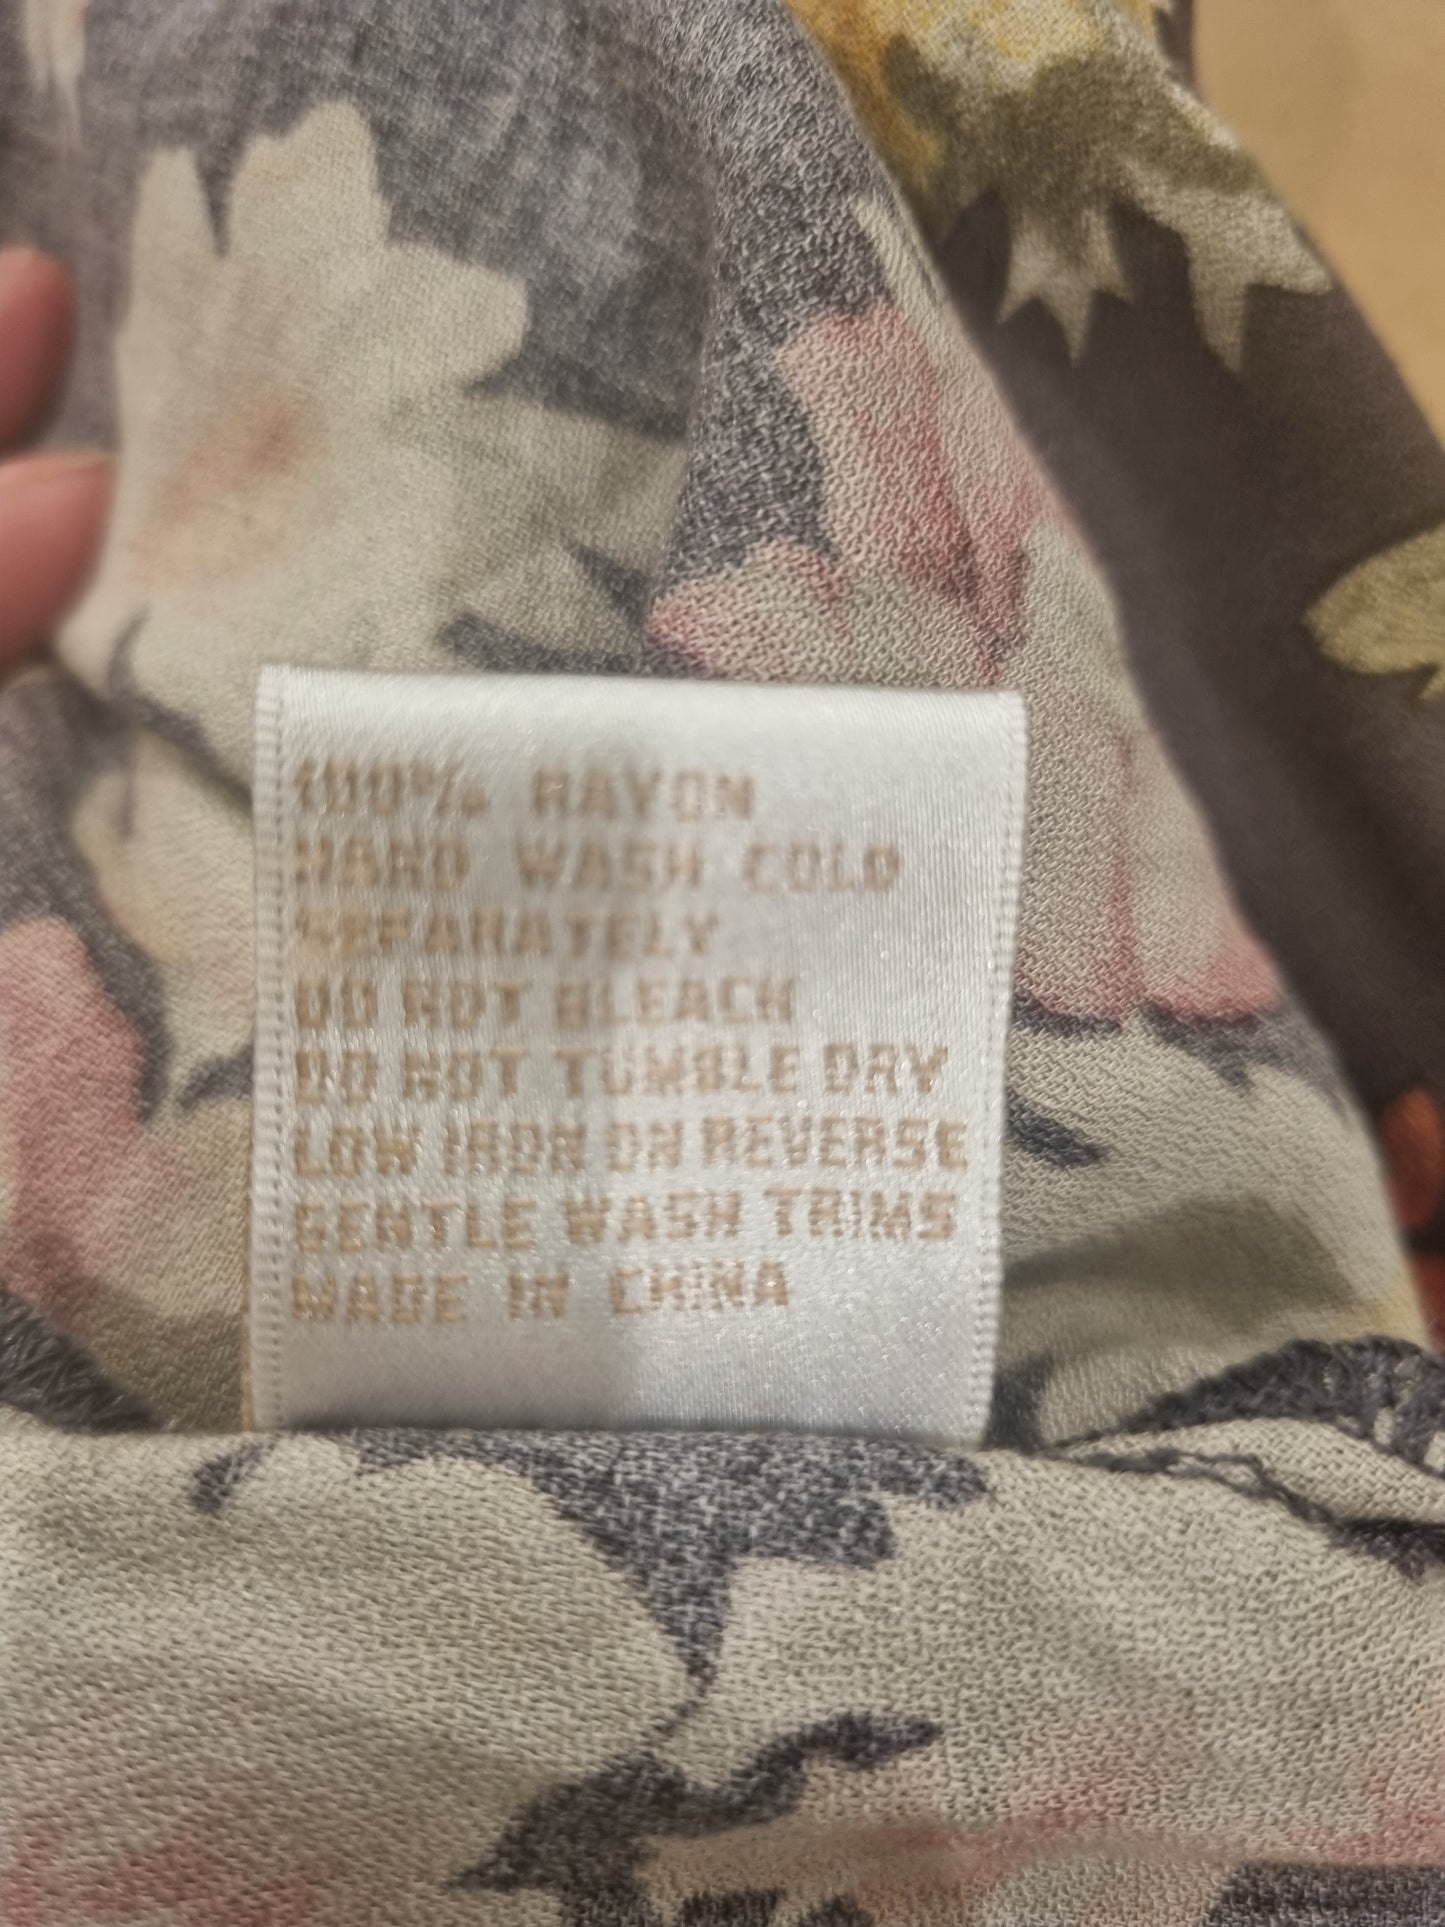 100% RAYON
HAND WASH COLD
SEPARATELY
DO NOT BLEACH
DO NOT TUMBLE DRY
LOW IRON ON REVERSE
GENTLE WASH TRIMS
MADE IN CHINA